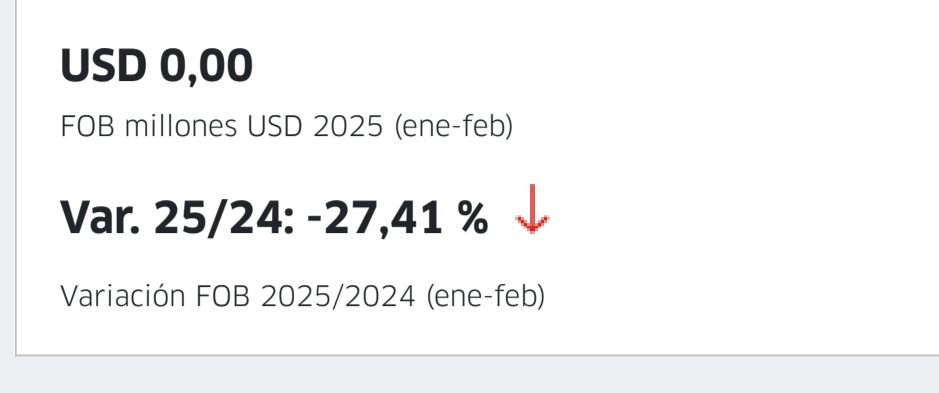 USD 0,00
FOB millones USD 2025 (ene-feb)
Var. 25/24: -27,41 %
Variación FOB 2025/2024 (ene-feb)